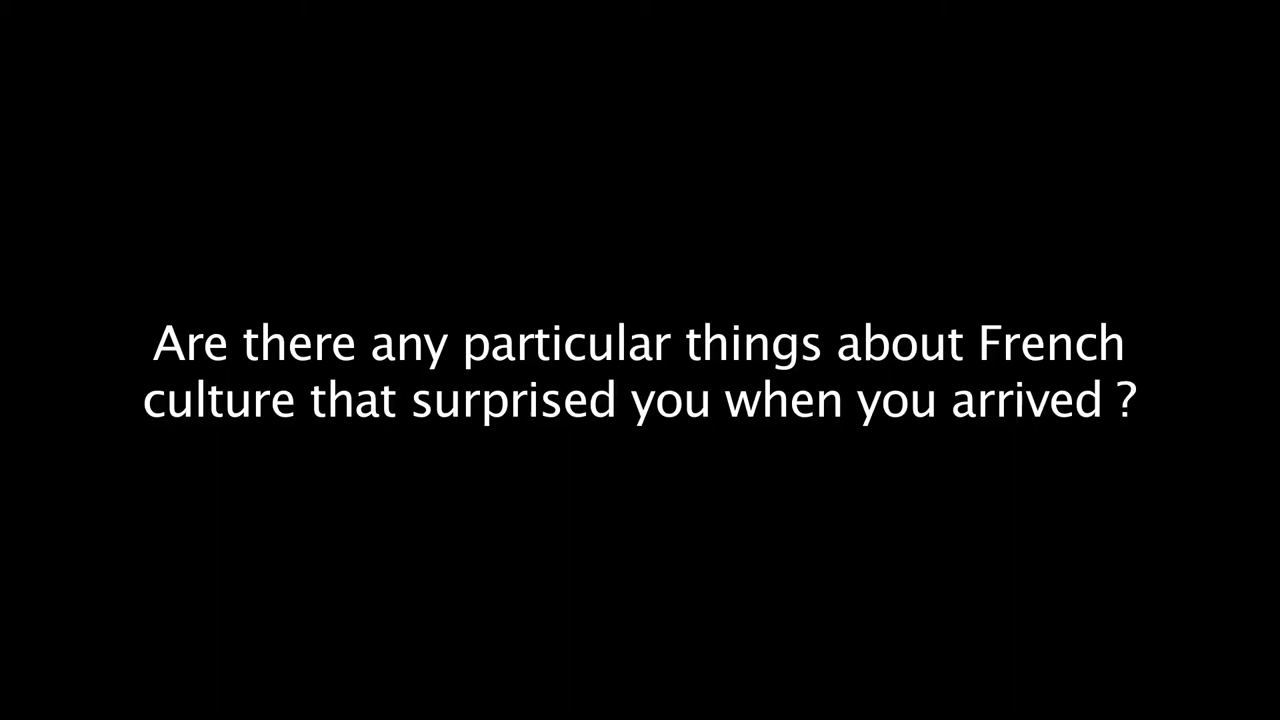 Are there any particular things about French
culture that surprised you when you arrived ?